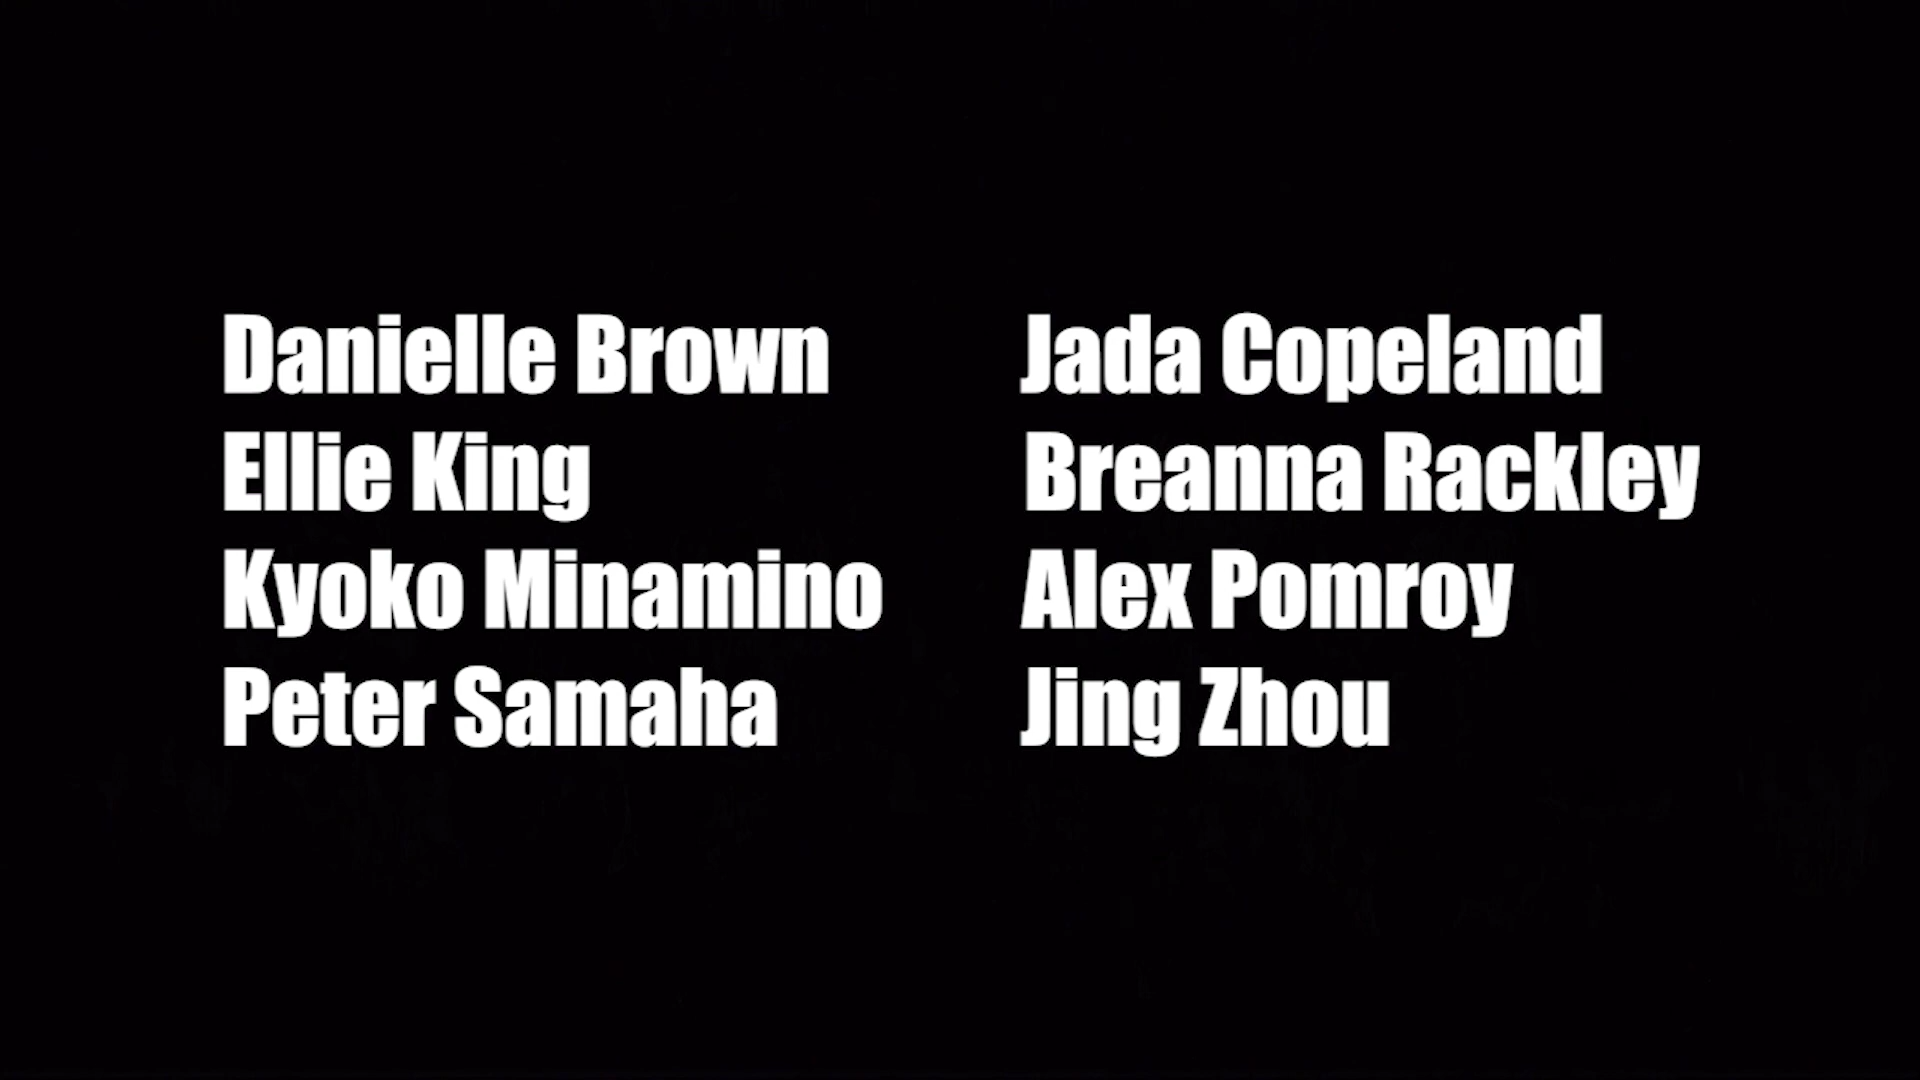 Danielle Brown
Ellie King
Kyoko Minamino
Peter Samaha
Jada Copeland
Breanna Rackley
Alex Pomroy
Jing Zhou